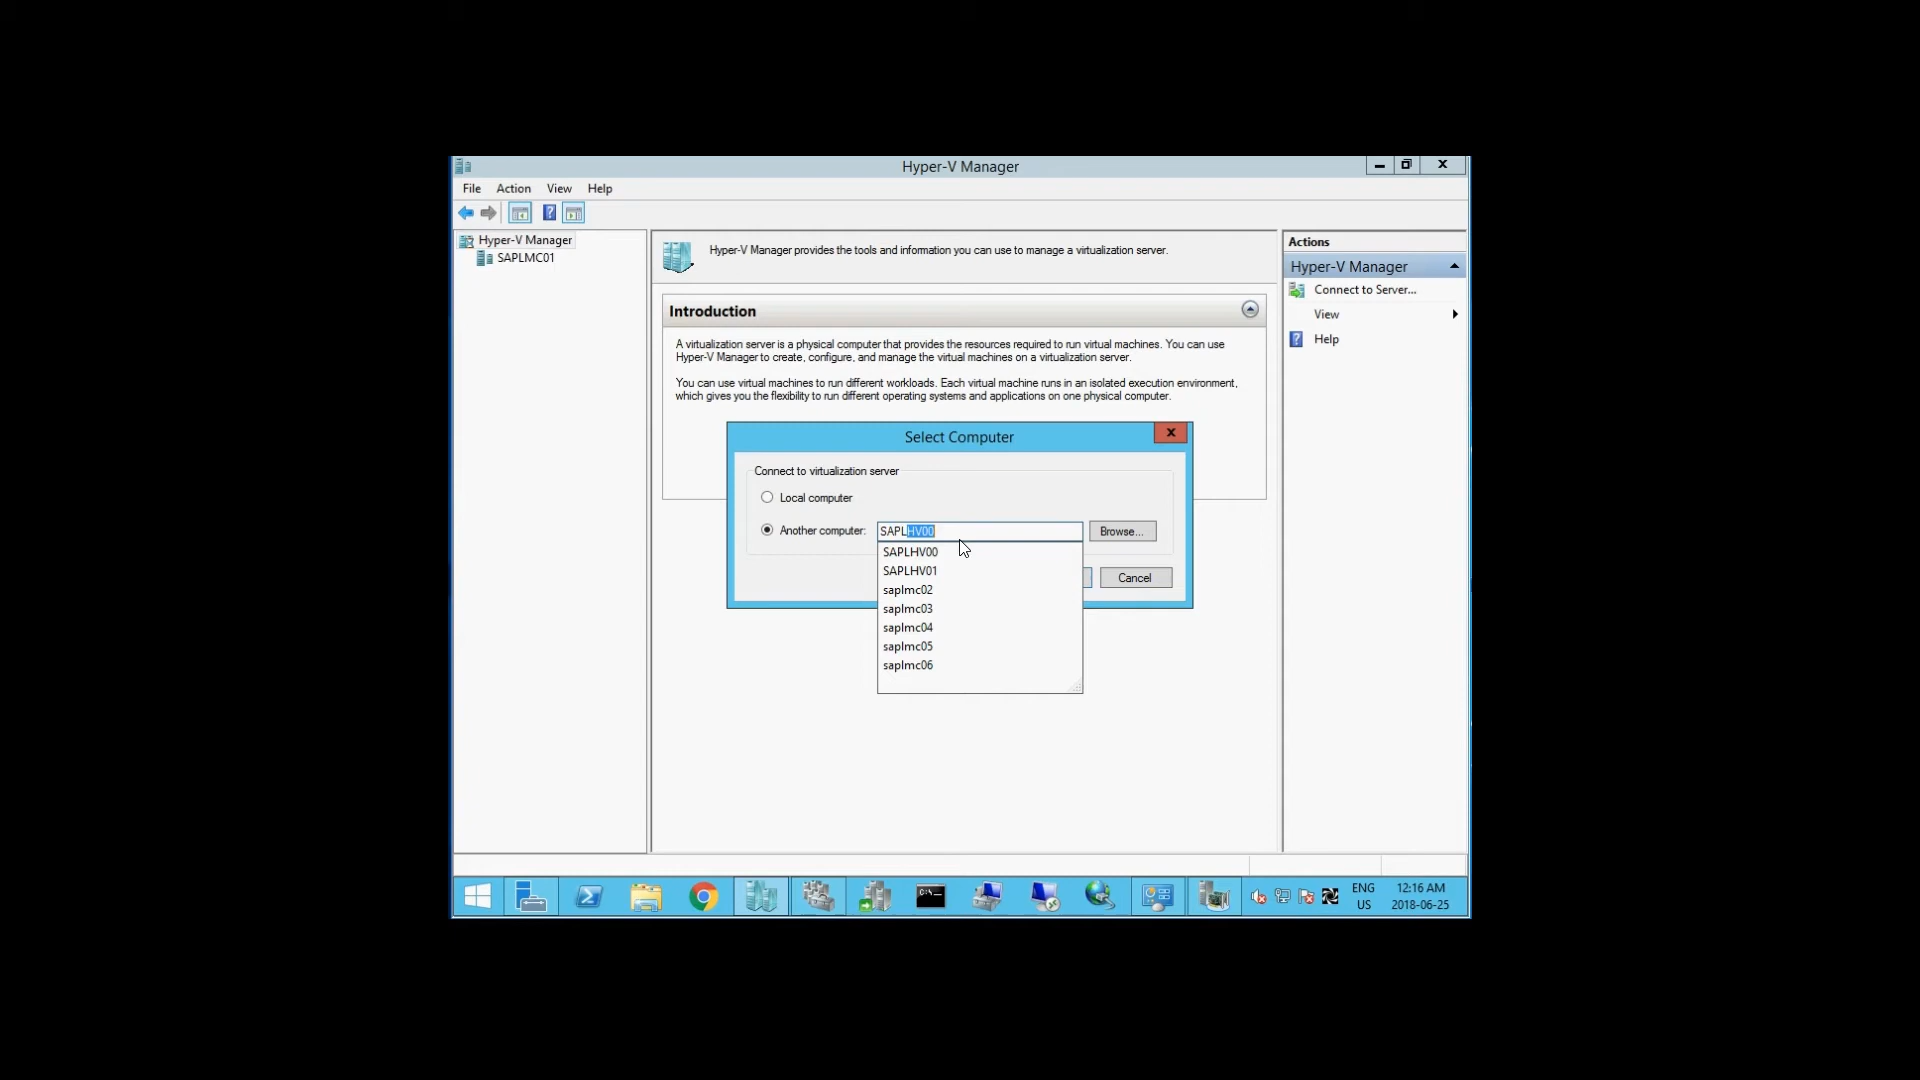 Hyper-V Manager
File Action View Help
Hyper-V Manager
SAPLMC01
Hyper-V Manager provides the tools and information you can use to manage a virtualization server.
Introduction
A virtualization server is a physical computer that provides the resources required to run virtual machines. You can use
Hyper-V Manager to create, configure, and manage the virtual machines on a virtualization server.
You can use virtual machines to run different workloads. Each virtual machine runs in an isolated execution environment,
which gives you the flexibility to run different operating systems and applications on one physical computer.
Select Computer
Connect to virtualization server
Local computer
Another computer: SAPLHV00 Browse...
SAPLHV00
SAPLHV01
saplmc02
saplmc03
saplmc04
saplmc05
saplmc06
Cancel
Actions
Hyper-V Manager
Connect to Server...
View
Help
ENG
US
12:16 AM
2018-06-25